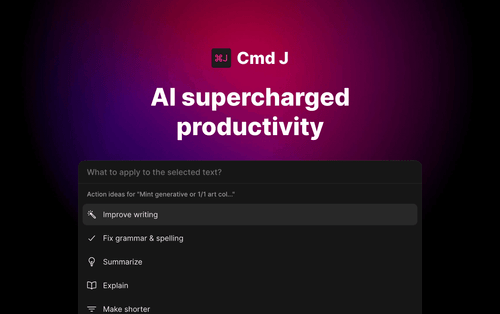 ⌘J Cmd J
AI supercharged
productivity
What to apply to the selected text?
Action ideas for "Mint generative or 1/1 art col..."
Improve writing
Fix grammar & spelling
Summarize
Explain
Make shorter